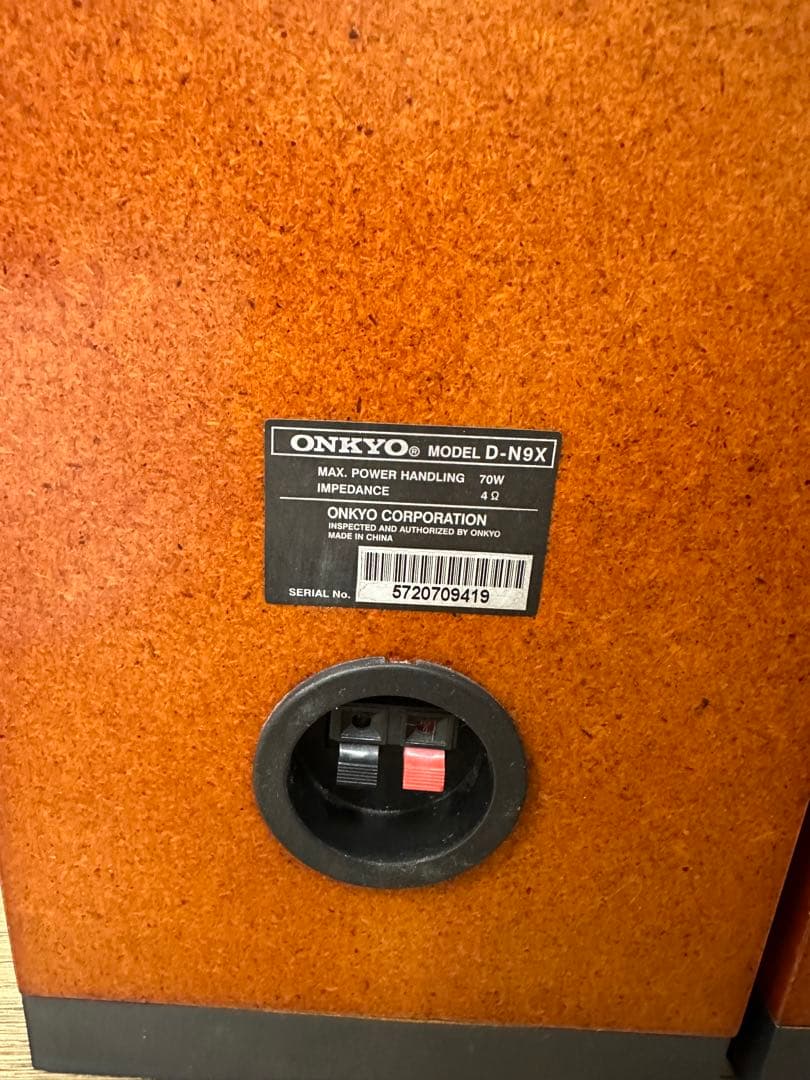 ONKYO® MODEL D-N9X
MAX. POWER HANDLING 70W
IMPEDANCE 4 Ω
ONKYO CORPORATION
INSPECTED AND AUTHORIZED BY ONKYO
MADE IN CHINA
SERIAL No. 5720709419